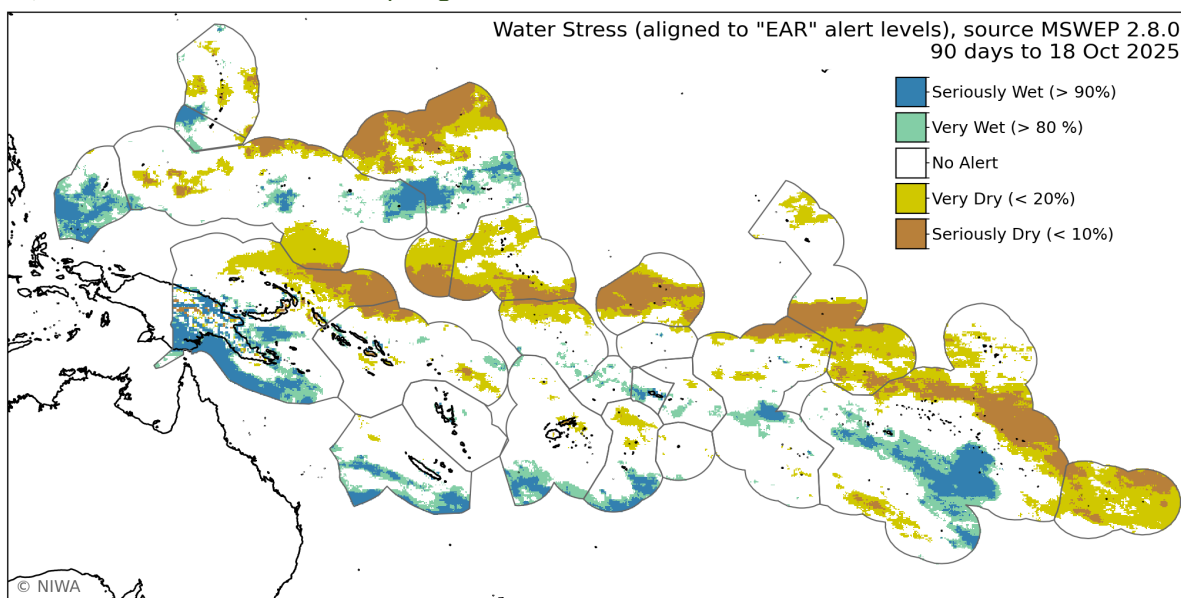 Water Stress (aligned to "EAR" alert levels), source MSWEP 2.8.0
90 days to 18 Oct 2025
Seriously Wet (> 90%)
Very Wet (> 80 %)
No Alert
Very Dry (< 20%)
Seriously Dry (< 10%)
© NIWA